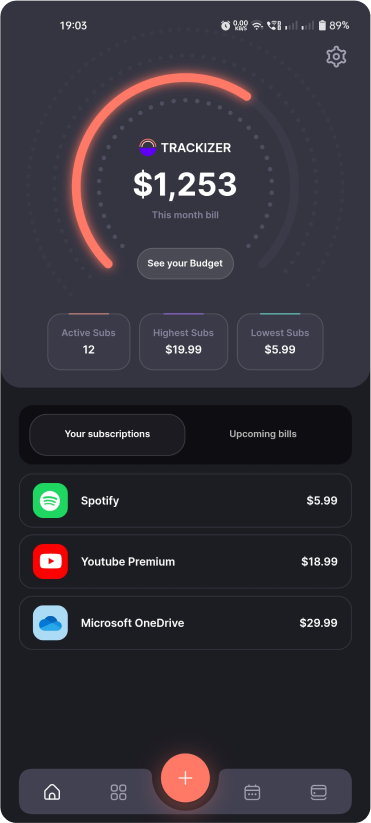 19:03
0.00
KB/S
89%
TRACKIZER
$1,253
This month bill
See your Budget
Active Subs
12
Highest Subs
$19.99
Lowest Subs
$5.99
Your subscriptions
Upcoming bills
Spotify
$5.99
Youtube Premium
$18.99
Microsoft OneDrive
$29.99